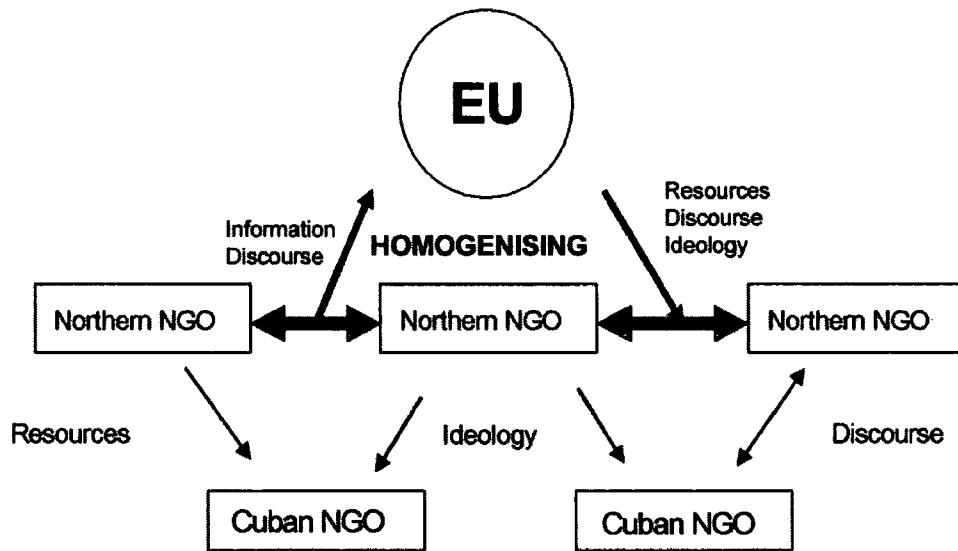 EU
Information
Discourse
HOMOGENISING
Resources
Discourse
Ideology
Northern NGO
Northern NGO
Northern NGO
Resources
Ideology
Discourse
Cuban NGO
Cuban NGO